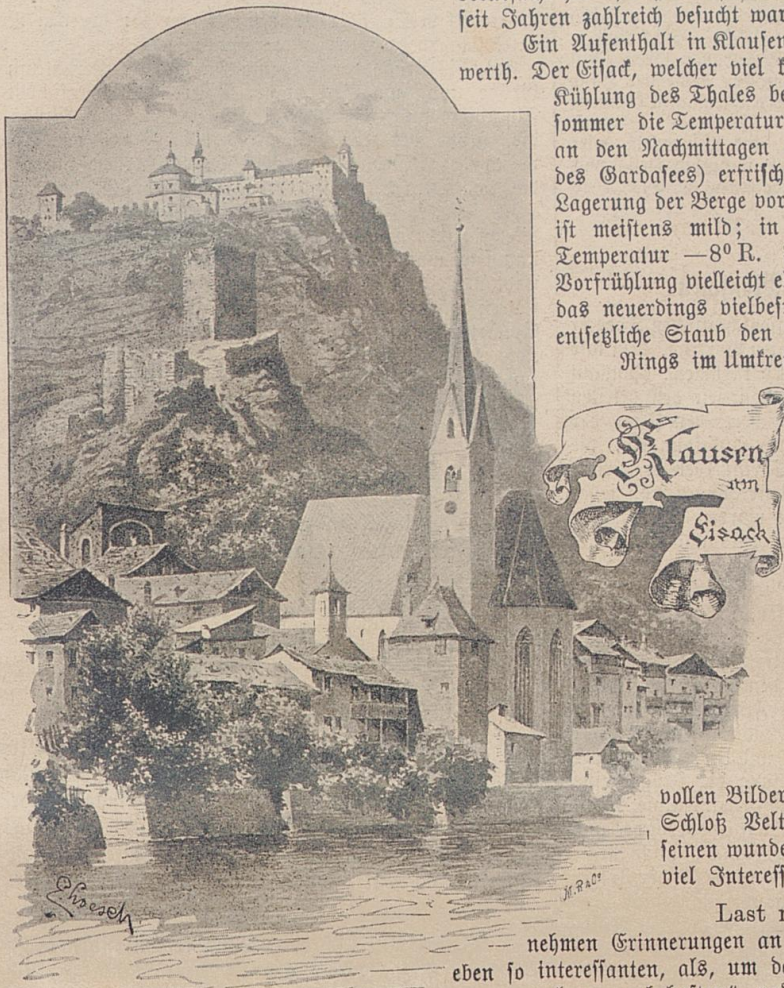 seit Jahren zahlreich besucht war
Ein Aufenthalt in Klausen
werth. Der Eisack, welcher viel
Kühlung des Thales be
sommer die Temperatur
an den Nachmittagen
des Gardasees) erfrisch
Lagerung der Berge vor
ist meistens mild; in
Temperatur —8° R.
Vorfrühlung vielleicht e
das neuerdings vielbes
entsetzliche Staub den
Rings im Umkre
Klausen
am
Eisack
vollen Bilder
Schloß Velt
seinen wunde
viel Interess
Last
nehmen Erinnerungen an
eben so interessanten, als, um d